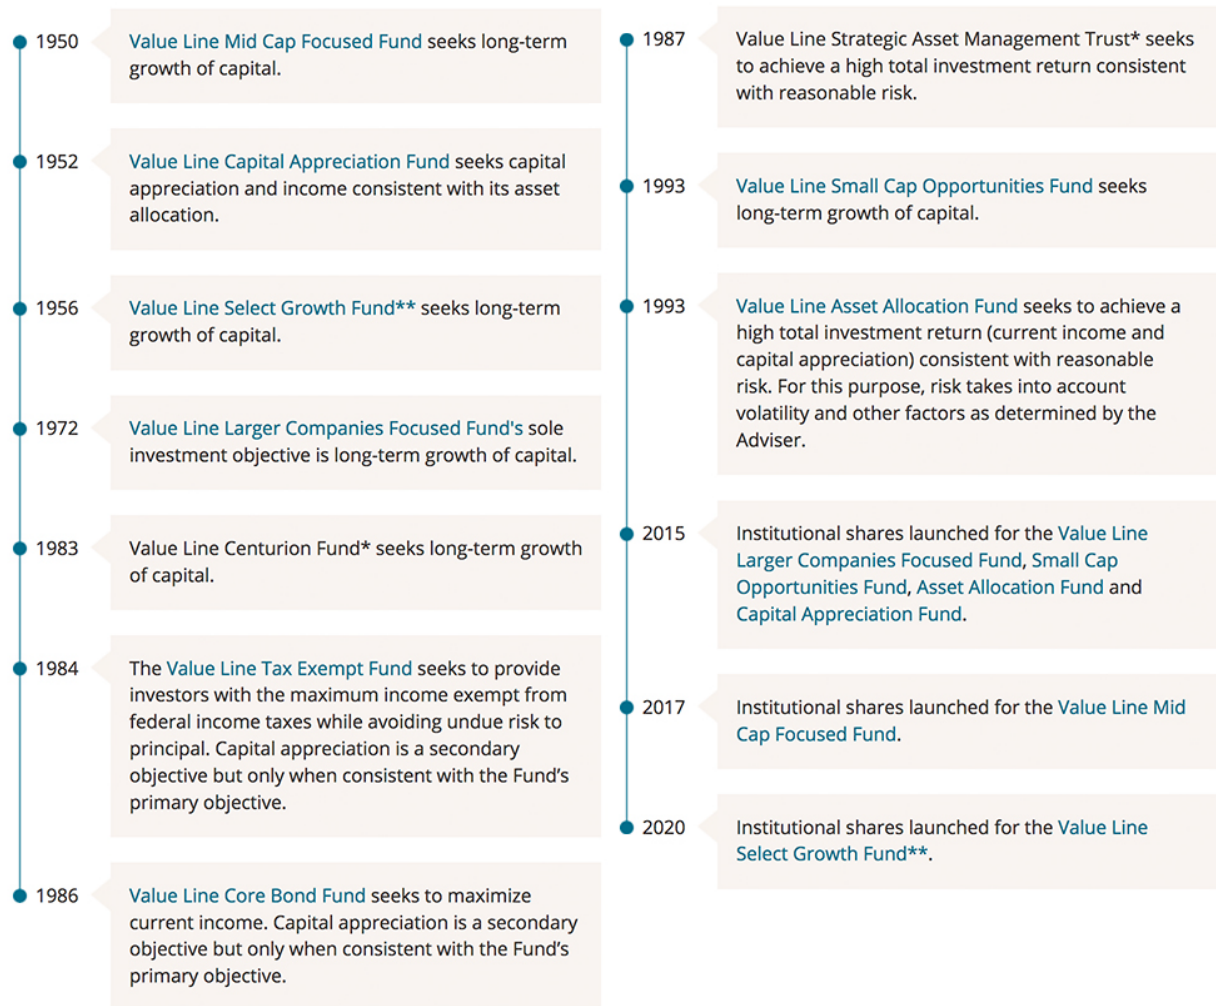 1950
Value Line Mid Cap Focused Fund seeks long-term
growth of capital.
1952
Value Line Capital Appreciation Fund seeks capital
appreciation and income consistent with its asset
allocation.
1956
Value Line Select Growth Fund** seeks long-term
growth of capital.
1972
Value Line Larger Companies Focused Fund's sole
investment objective is long-term growth of capital.
1983
Value Line Centurion Fund* seeks long-term growth
of capital.
1984
The Value Line Tax Exempt Fund seeks to provide
investors with the maximum income exempt from
federal income taxes while avoiding undue risk to
principal. Capital appreciation is a secondary
objective but only when consistent with the Fund’s
primary objective.
1986
Value Line Core Bond Fund seeks to maximize
current income. Capital appreciation is a secondary
objective but only when consistent with the Fund’s
primary objective.
1987
Value Line Strategic Asset Management Trust* seeks
to achieve a high total investment return consistent
with reasonable risk.
1993
Value Line Small Cap Opportunities Fund seeks
long-term growth of capital.
1993
Value Line Asset Allocation Fund seeks to achieve a
high total investment return (current income and
capital appreciation) consistent with reasonable
risk. For this purpose, risk takes into account
volatility and other factors as determined by the
Adviser.
2015
Institutional shares launched for the Value Line
Larger Companies Focused Fund, Small Cap
Opportunities Fund, Asset Allocation Fund and
Capital Appreciation Fund.
2017
Institutional shares launched for the Value Line Mid
Cap Focused Fund.
2020
Institutional shares launched for the Value Line
Select Growth Fund**.